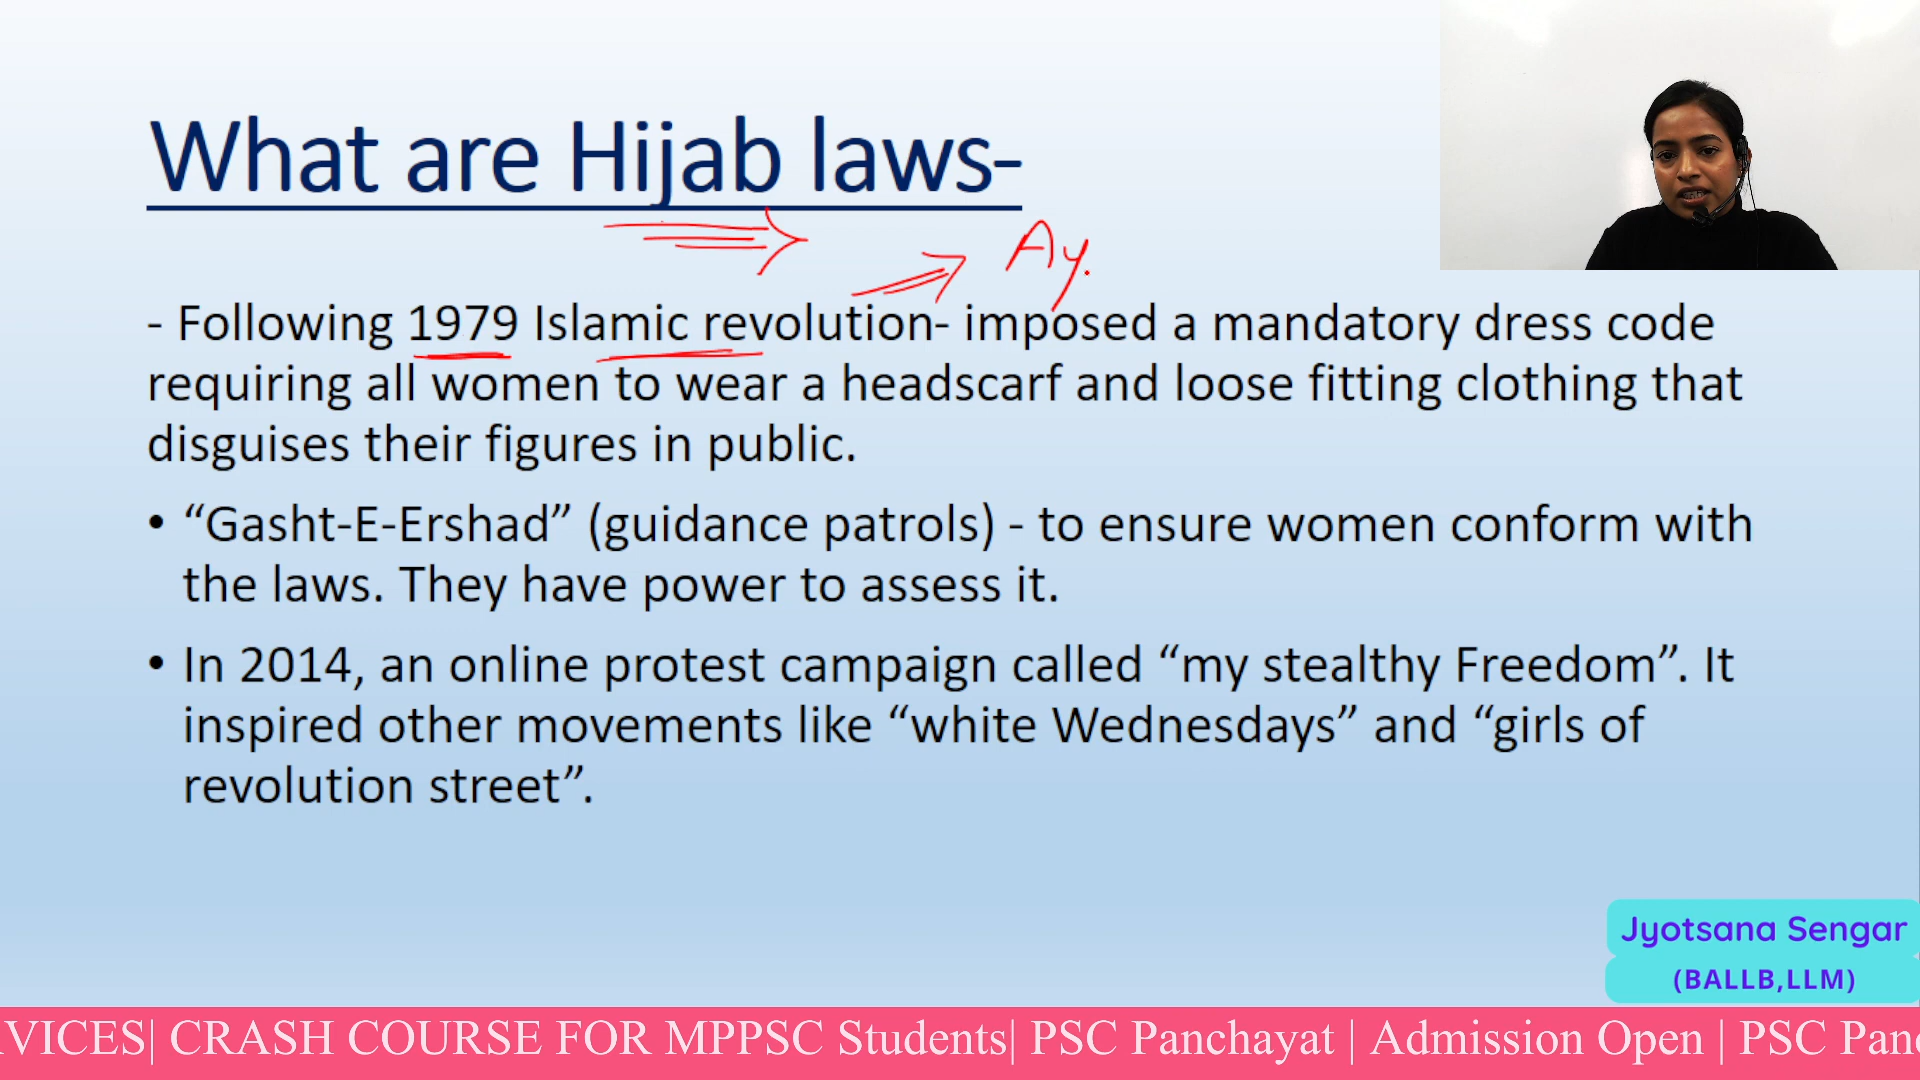 What are Hijab laws-
Ay.
- Following 1979 Islamic revolution- imposed a mandatory dress code
requiring all women to wear a headscarf and loose fitting clothing that
disguises their figures in public.
• “Gasht-E-Ershad” (guidance patrols) - to ensure women conform with
the laws. They have power to assess it.
• In 2014, an online protest campaign called “my stealthy Freedom”. It
inspired other movements like “white Wednesdays” and “girls of
revolution street”.
Jyotsana Sengar
(BALLB,LLM)
VICES| CRASH COURSE FOR MPPSC Students| PSC Panchayat | Admission Open | PSC Panc